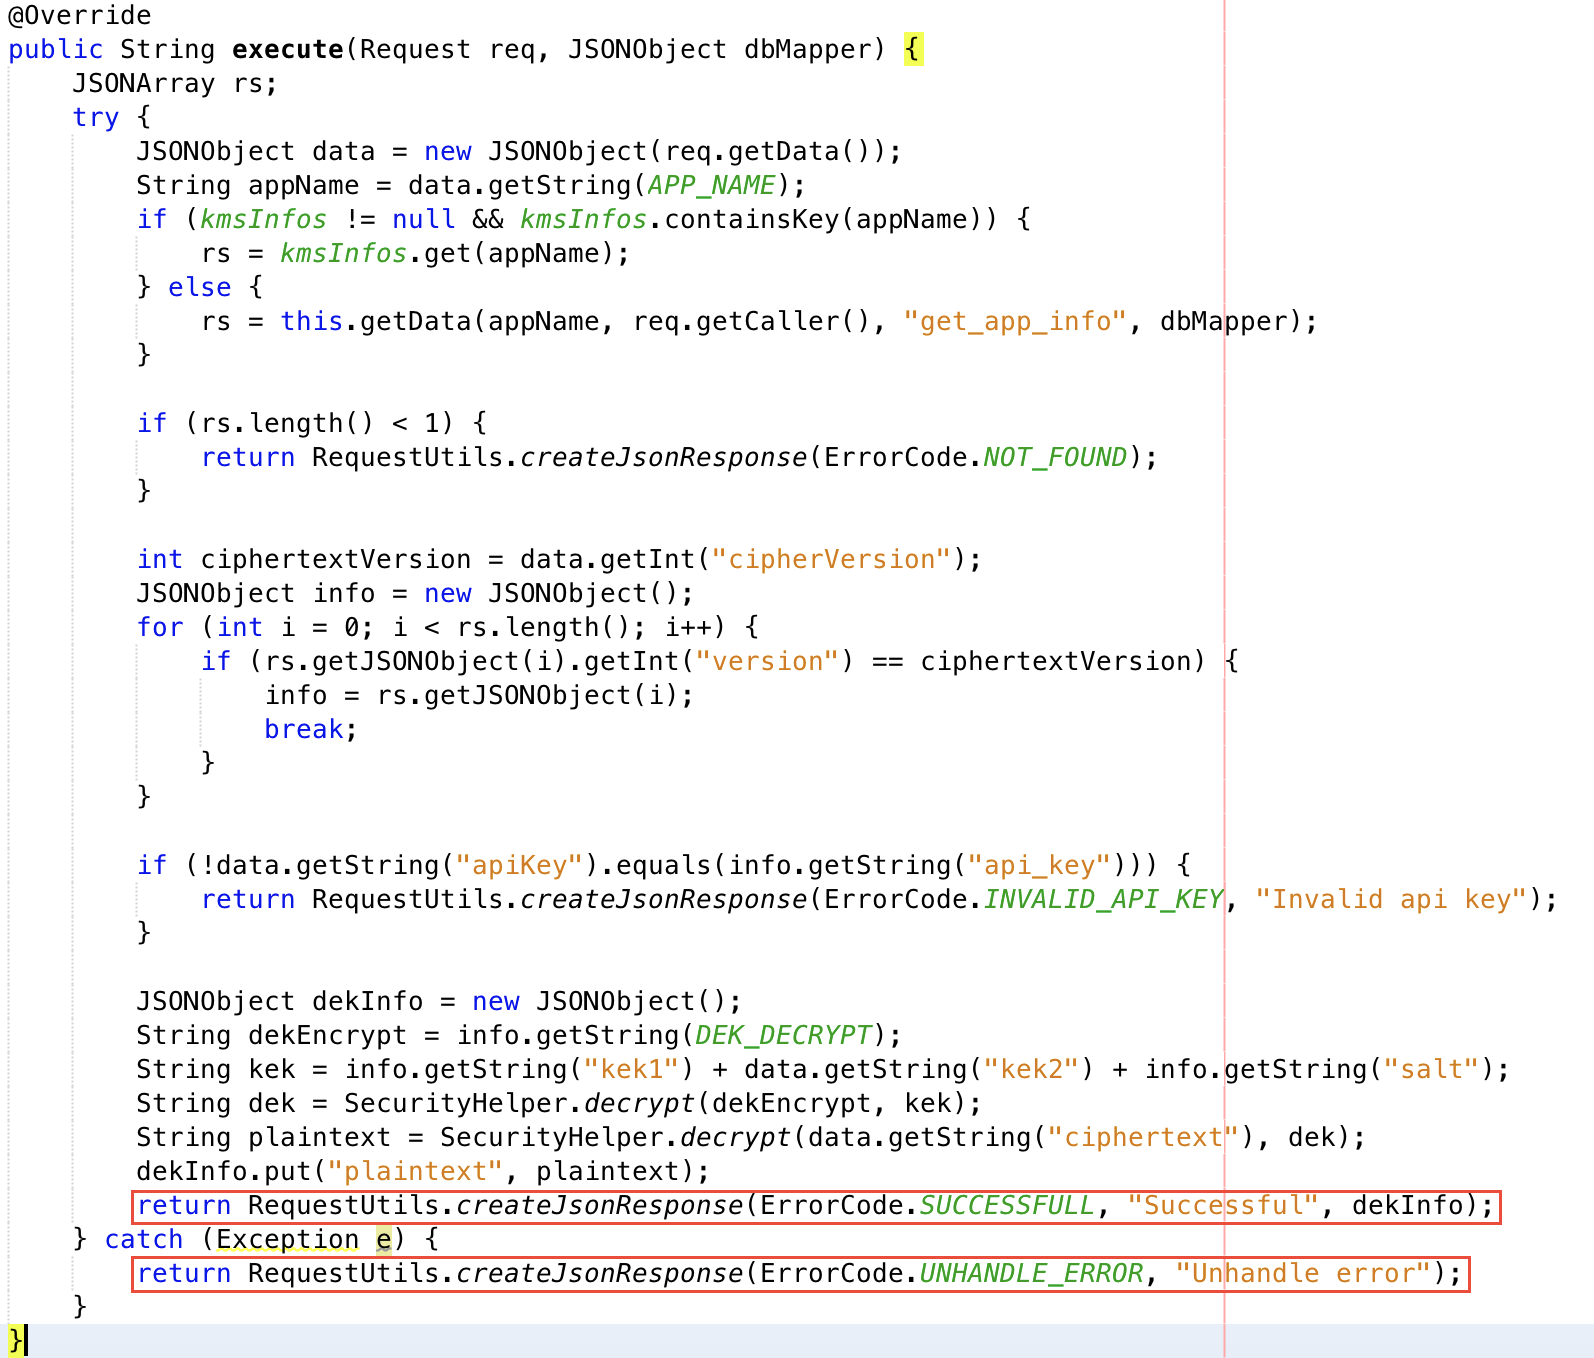 @Override
public String execute(Request req, JSONObject dbMapper) {
    JSONArray rs;
    try {
        JSONObject data = new JSONObject(req.getData());
        String appName = data.getString(APP_NAME);
        if (kmsInfos != null && kmsInfos.containsKey(appName)) {
            rs = kmsInfos.get(appName);
        } else {
            rs = this.getData(appName, req.getCaller(), "get_app_info", dbMapper);
        }

        if (rs.length() < 1) {
            return RequestUtils.createJsonResponse(ErrorCode.NOT_FOUND);
        }

        int ciphertextVersion = data.getInt("cipherVersion");
        JSONObject info = new JSONObject();
        for (int i = 0; i < rs.length(); i++) {
            if (rs.getJSONObject(i).getInt("version") == ciphertextVersion) {
                info = rs.getJSONObject(i);
                break;
            }
        }

        if (!data.getString("apiKey").equals(info.getString("api_key"))) {
            return RequestUtils.createJsonResponse(ErrorCode.INVALID_API_KEY, "Invalid api key");
        }

        JSONObject dekInfo = new JSONObject();
        String dekEncrypt = info.getString(DEK_DECRYPT);
        String kek = info.getString("kek1") + data.getString("kek2") + info.getString("salt");
        String dek = SecurityHelper.decrypt(dekEncrypt, kek);
        String plaintext = SecurityHelper.decrypt(data.getString("ciphertext"), dek);
        dekInfo.put("plaintext", plaintext);
        return RequestUtils.createJsonResponse(ErrorCode.SUCCESSFULL, "Successful", dekInfo);
    } catch (Exception e) {
        return RequestUtils.createJsonResponse(ErrorCode.UNHANDLE_ERROR, "Unhandle error");
    }
}